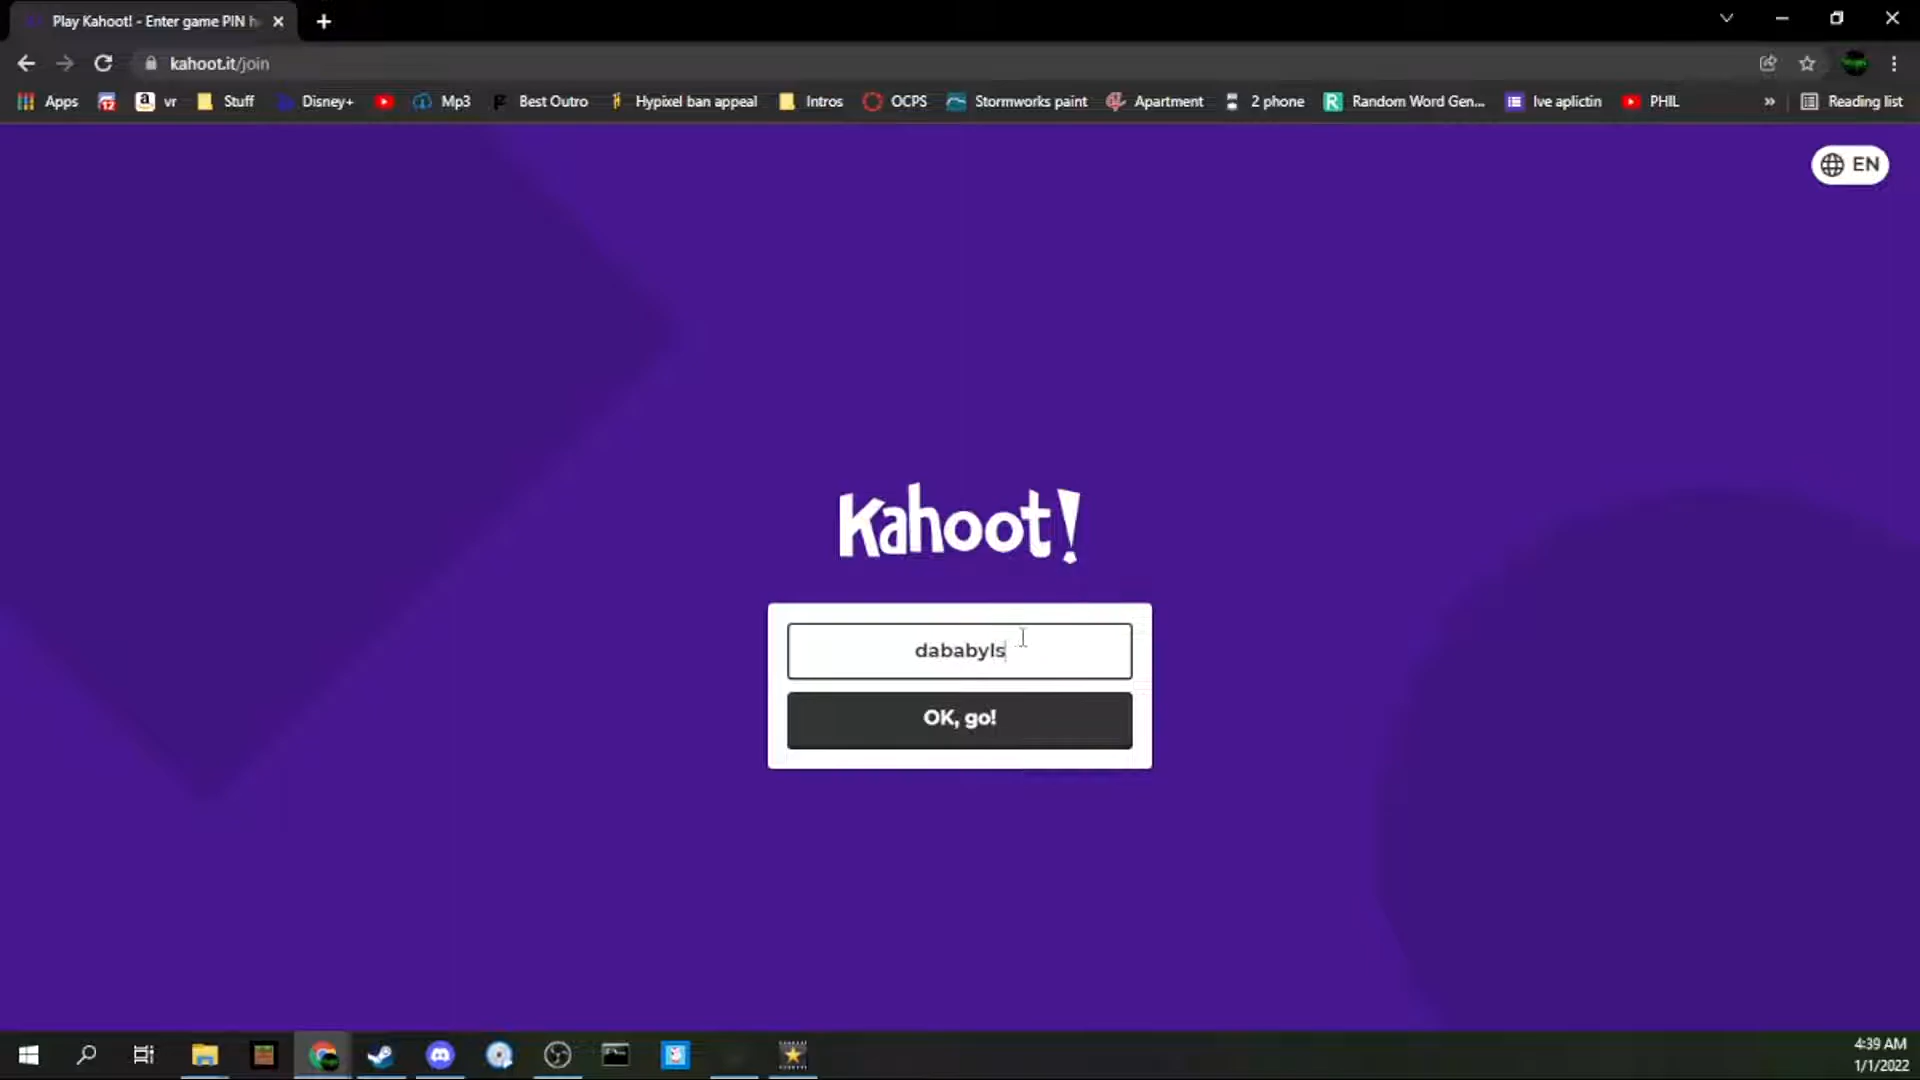 Play Kahoot! - Enter game PIN h
kahoot.it/join
Apps 12 a vr Stuff Disney+ Mp3 Best Outro Hypixel ban appeal Intros OCPS Stormworks paint Apartment 2 phone R Random Word Gen... Ive aplictin PHIL » Reading list
EN
Kahoot!
dababyls
OK, go!
4:39 AM
1/1/2022